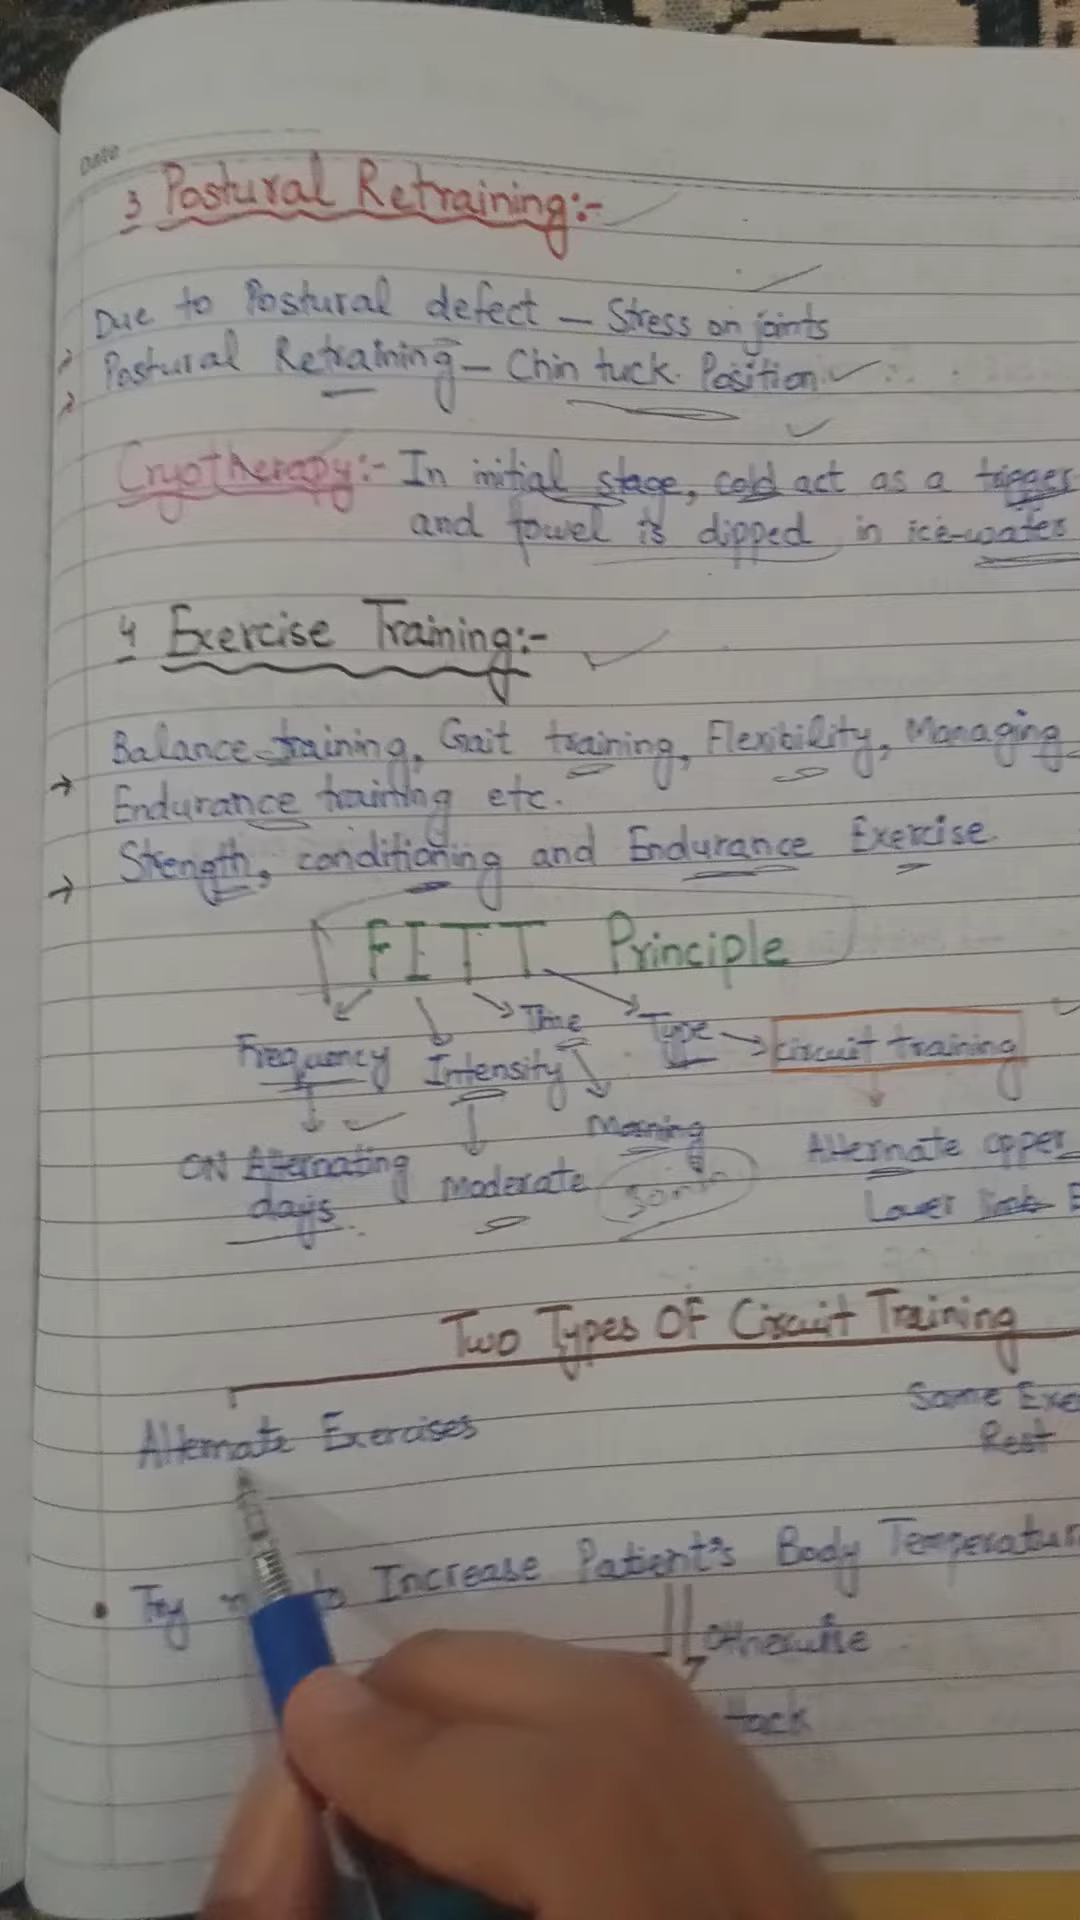 Date
3 Postural Retraining:-
Due to Postural defect - Stress on joints
Postural Retraining - Chin tuck Position
Cryotherapy:- In initial stage, cold act as a trigger
and towel is dipped in ice-water
4 Exercise Training:-
→ Balance training, Gait training, Flexibility, Managing
Endurance training etc.
→ Strength, conditioning and Endurance Exercise
FITT Principle
Frequency Intensity Time Type → circuit training
ON Alternating days. Moderate Morning Alternate upper
Lower limb
Two Types OF Circuit Training
Alternate Exercises Same Exe
Rest
• Try to Increase Patient's Body Temperatur
otherwise